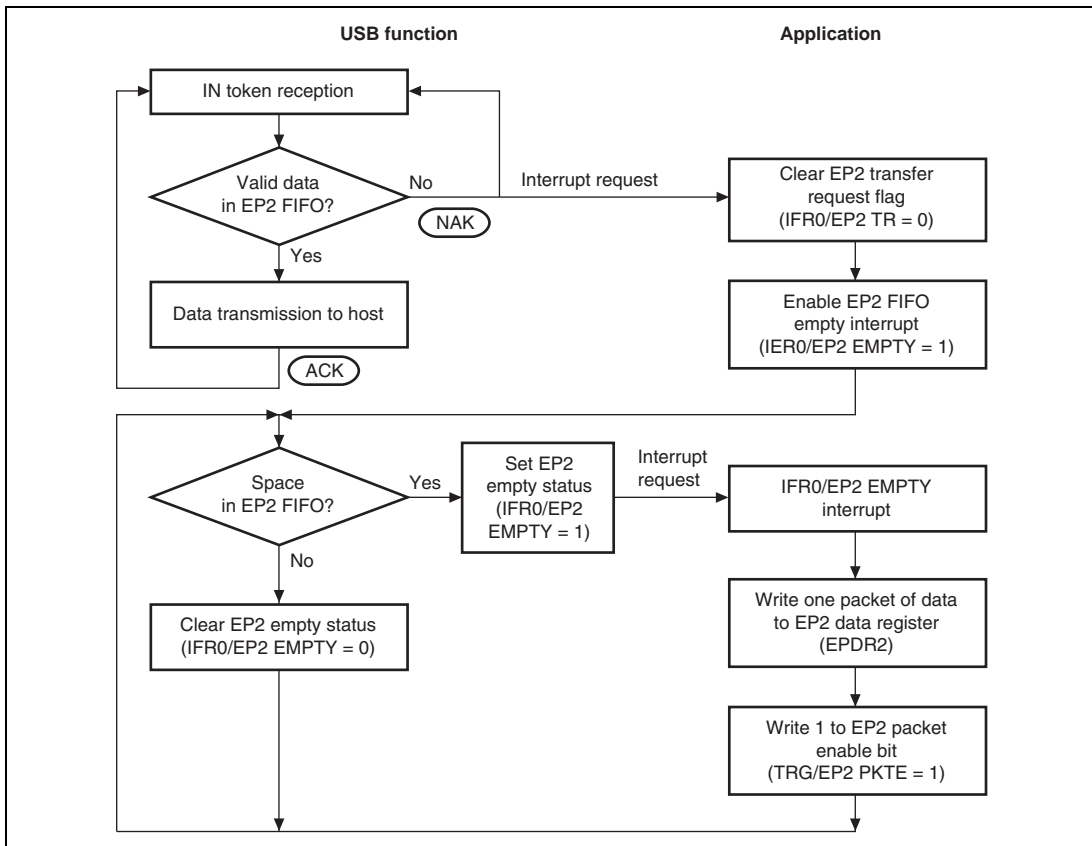 USB function
Application
IN token reception
Valid data
in EP2 FIFO?
No
NAK
Interrupt request
Clear EP2 transfer
request flag
(IFR0/EP2 TR = 0)
Yes
Data transmission to host
ACK
Enable EP2 FIFO
empty interrupt
(IER0/EP2 EMPTY = 1)
Space
in EP2 FIFO?
Yes
Set EP2
empty status
(IFR0/EP2
EMPTY = 1)
Interrupt
request
IFR0/EP2 EMPTY
interrupt
No
Clear EP2 empty status
(IFR0/EP2 EMPTY = 0)
Write one packet of data
to EP2 data register
(EPDR2)
Write 1 to EP2 packet
enable bit
(TRG/EP2 PKTE = 1)